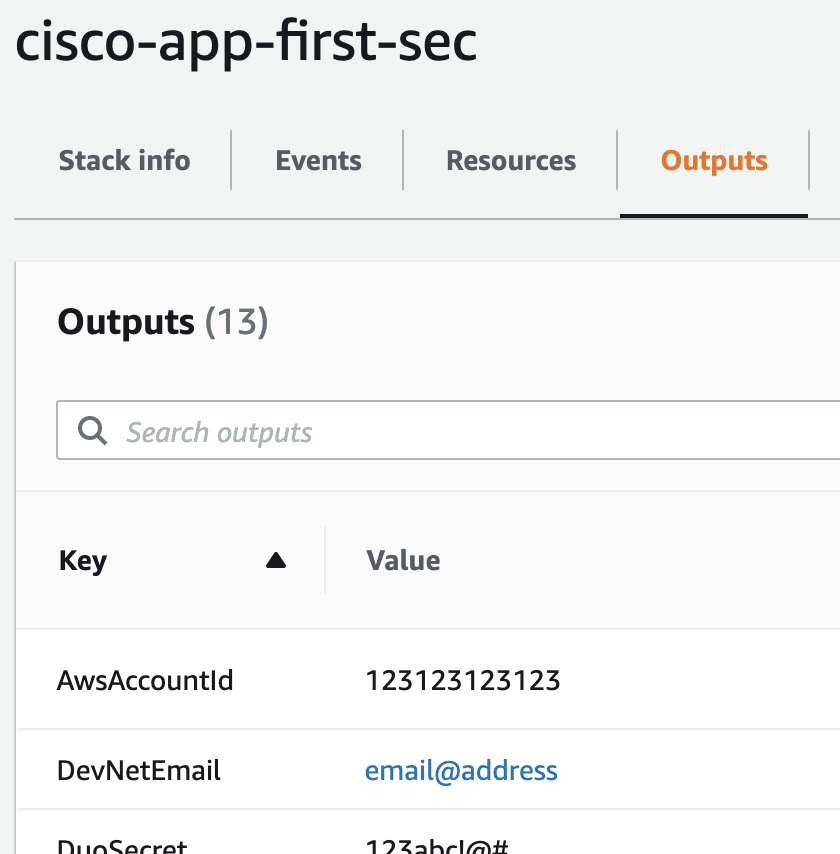 cisco-app-first-sec
Stack info Events Resources Outputs
Outputs (13)
Search outputs
Key ▲ Value
AwsAccountId 123123123123
DevNetEmail email@address
DuoSecret 123abc!@#